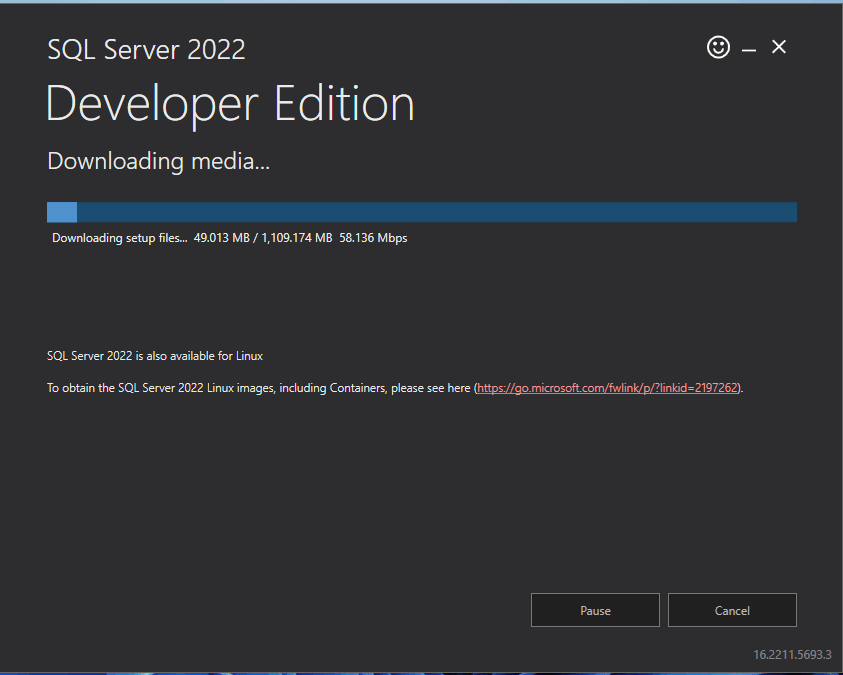 SQL Server 2022
Developer Edition
Downloading media...
Downloading setup files... 49.013 MB / 1,109.174 MB 58.136 Mbps
SQL Server 2022 is also available for Linux
To obtain the SQL Server 2022 Linux images, including Containers, please see here (https://go.microsoft.com/fwlink/p/?linkid=2197262).
Pause Cancel
16.2211.5693.3